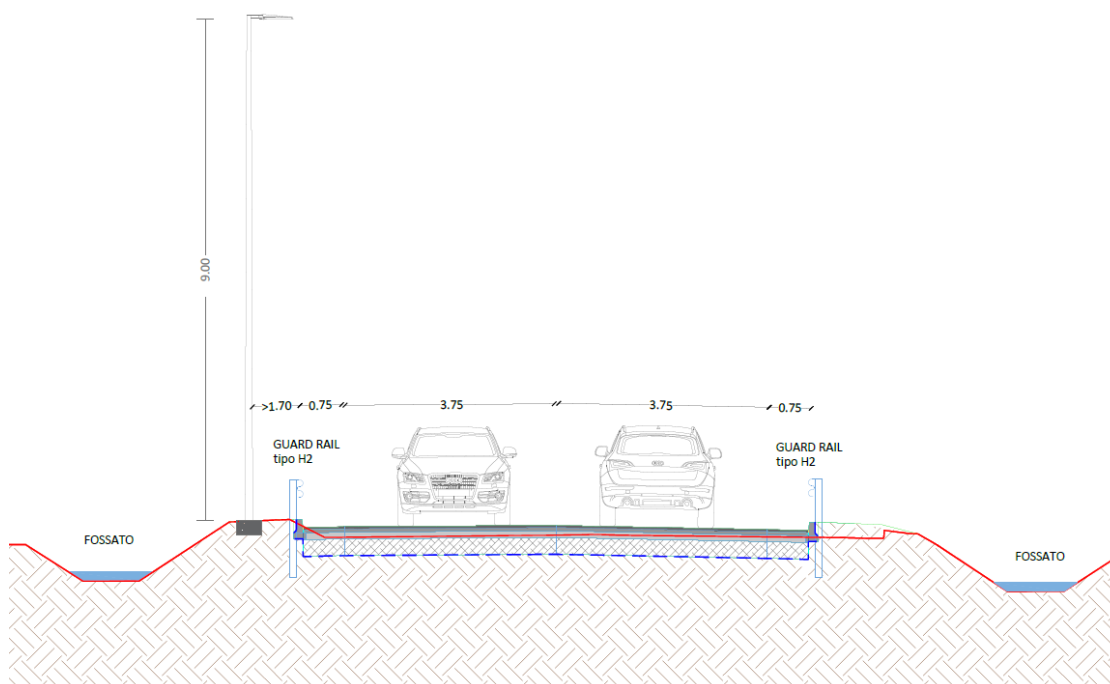 9.00
>1.70
0.75
3.75
3.75
0.75
GUARD RAIL
tipo H2
GUARD RAIL
tipo H2
FOSSATO
FOSSATO